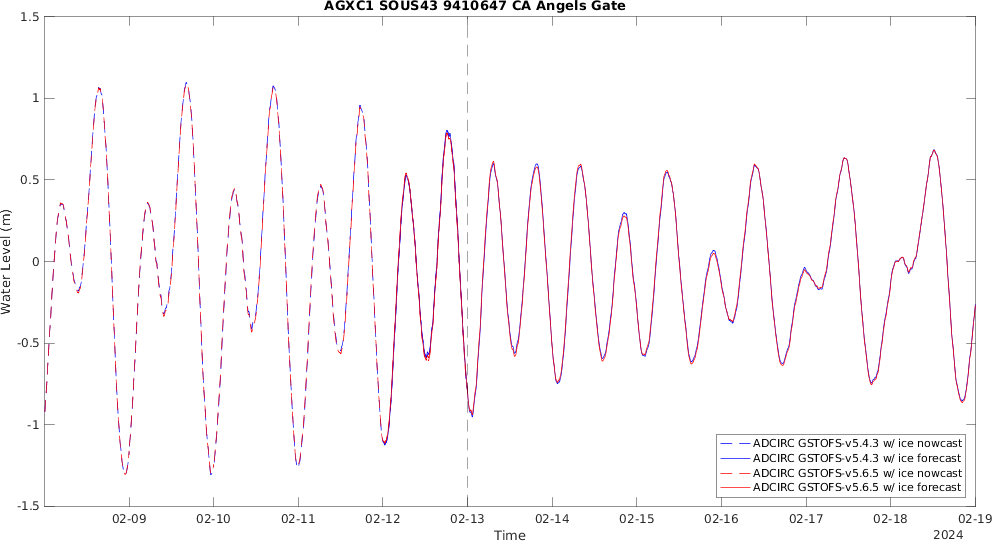 AGXC1 SOUS43 9410647 CA Angels Gate
1.5
1
0.5
0
-0.5
-1
-1.5
Water Level (m)
02-09
02-10
02-11
02-12
02-13
02-14
02-15
02-16
02-17
02-18
02-19
Time
2024
ADCIRC GSTOFS-v5.4.3 w/ ice nowcast
ADCIRC GSTOFS-v5.4.3 w/ ice forecast
ADCIRC GSTOFS-v5.6.5 w/ ice nowcast
ADCIRC GSTOFS-v5.6.5 w/ ice forecast